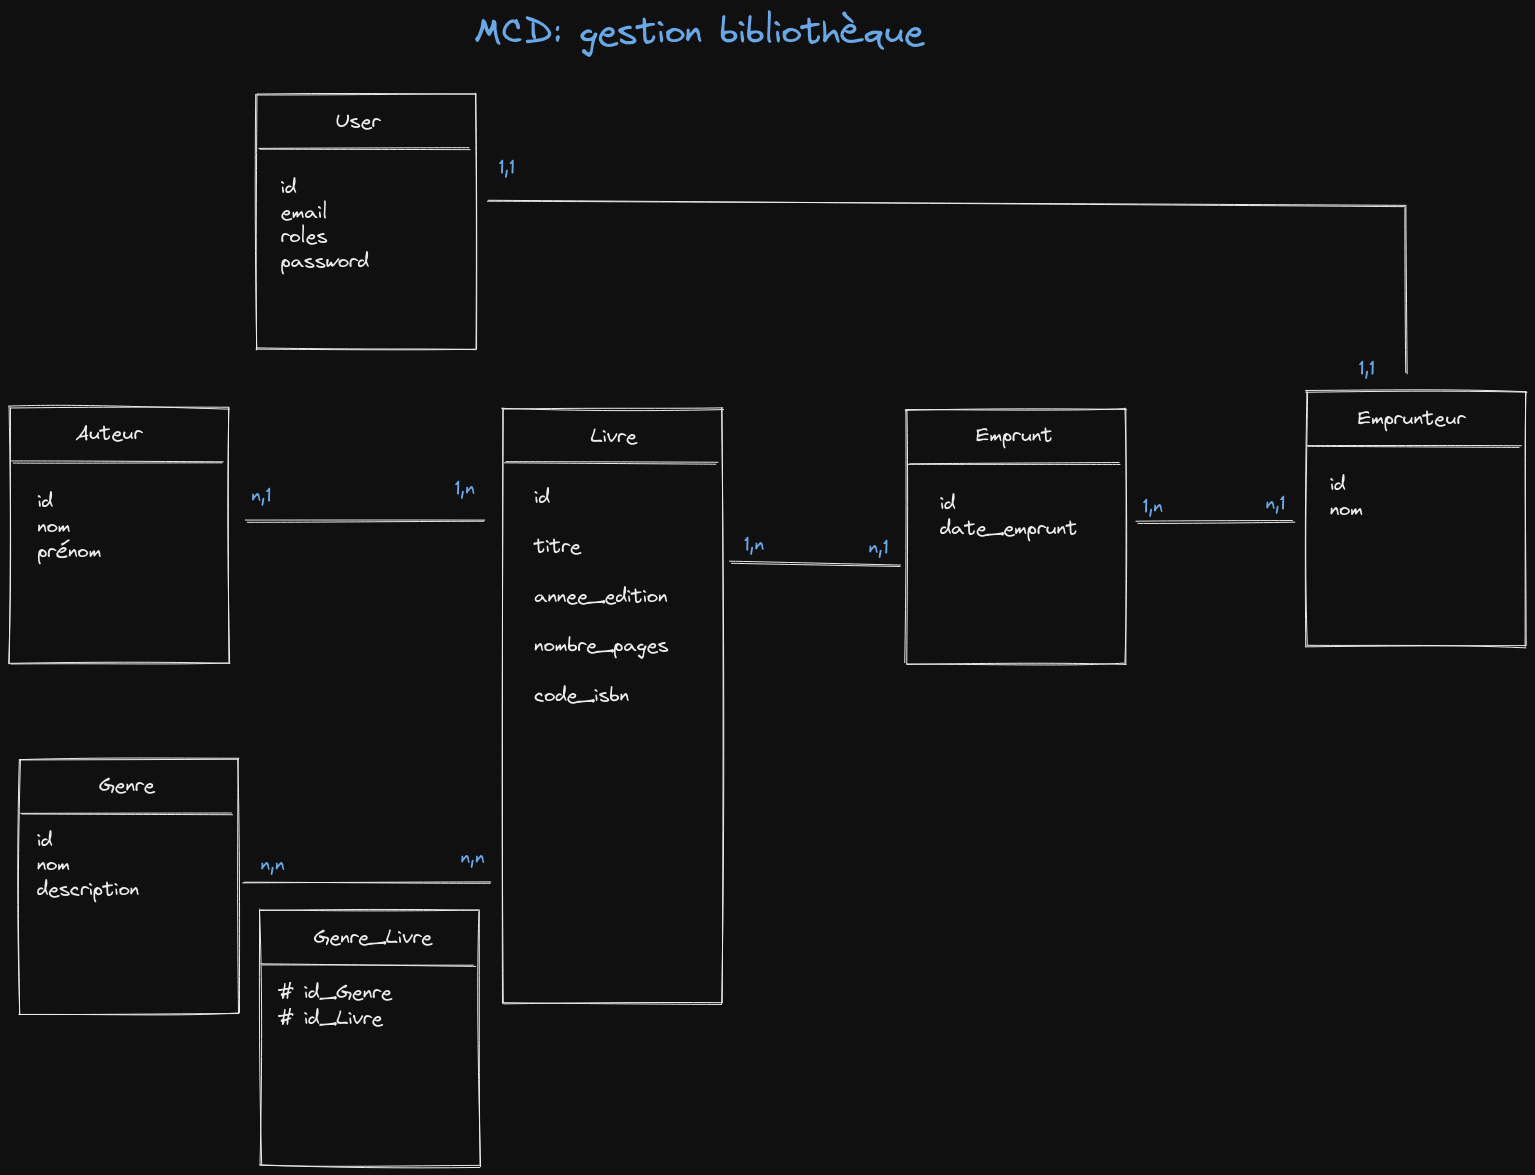 MCD: gestion bibliothèque
User
id
email
roles
password
1,1
1,1
Auteur
id
nom
prénom
n,1
1,n
Livre
id
titre
annee_edition
nombre_pages
code_isbn
1,n
n,1
Emprunt
id
date_emprunt
1,n
n,1
Emprunteur
id
nom
Genre
id
nom
description
n,n
n,n
Genre_Livre
# id_Genre
# id_Livre